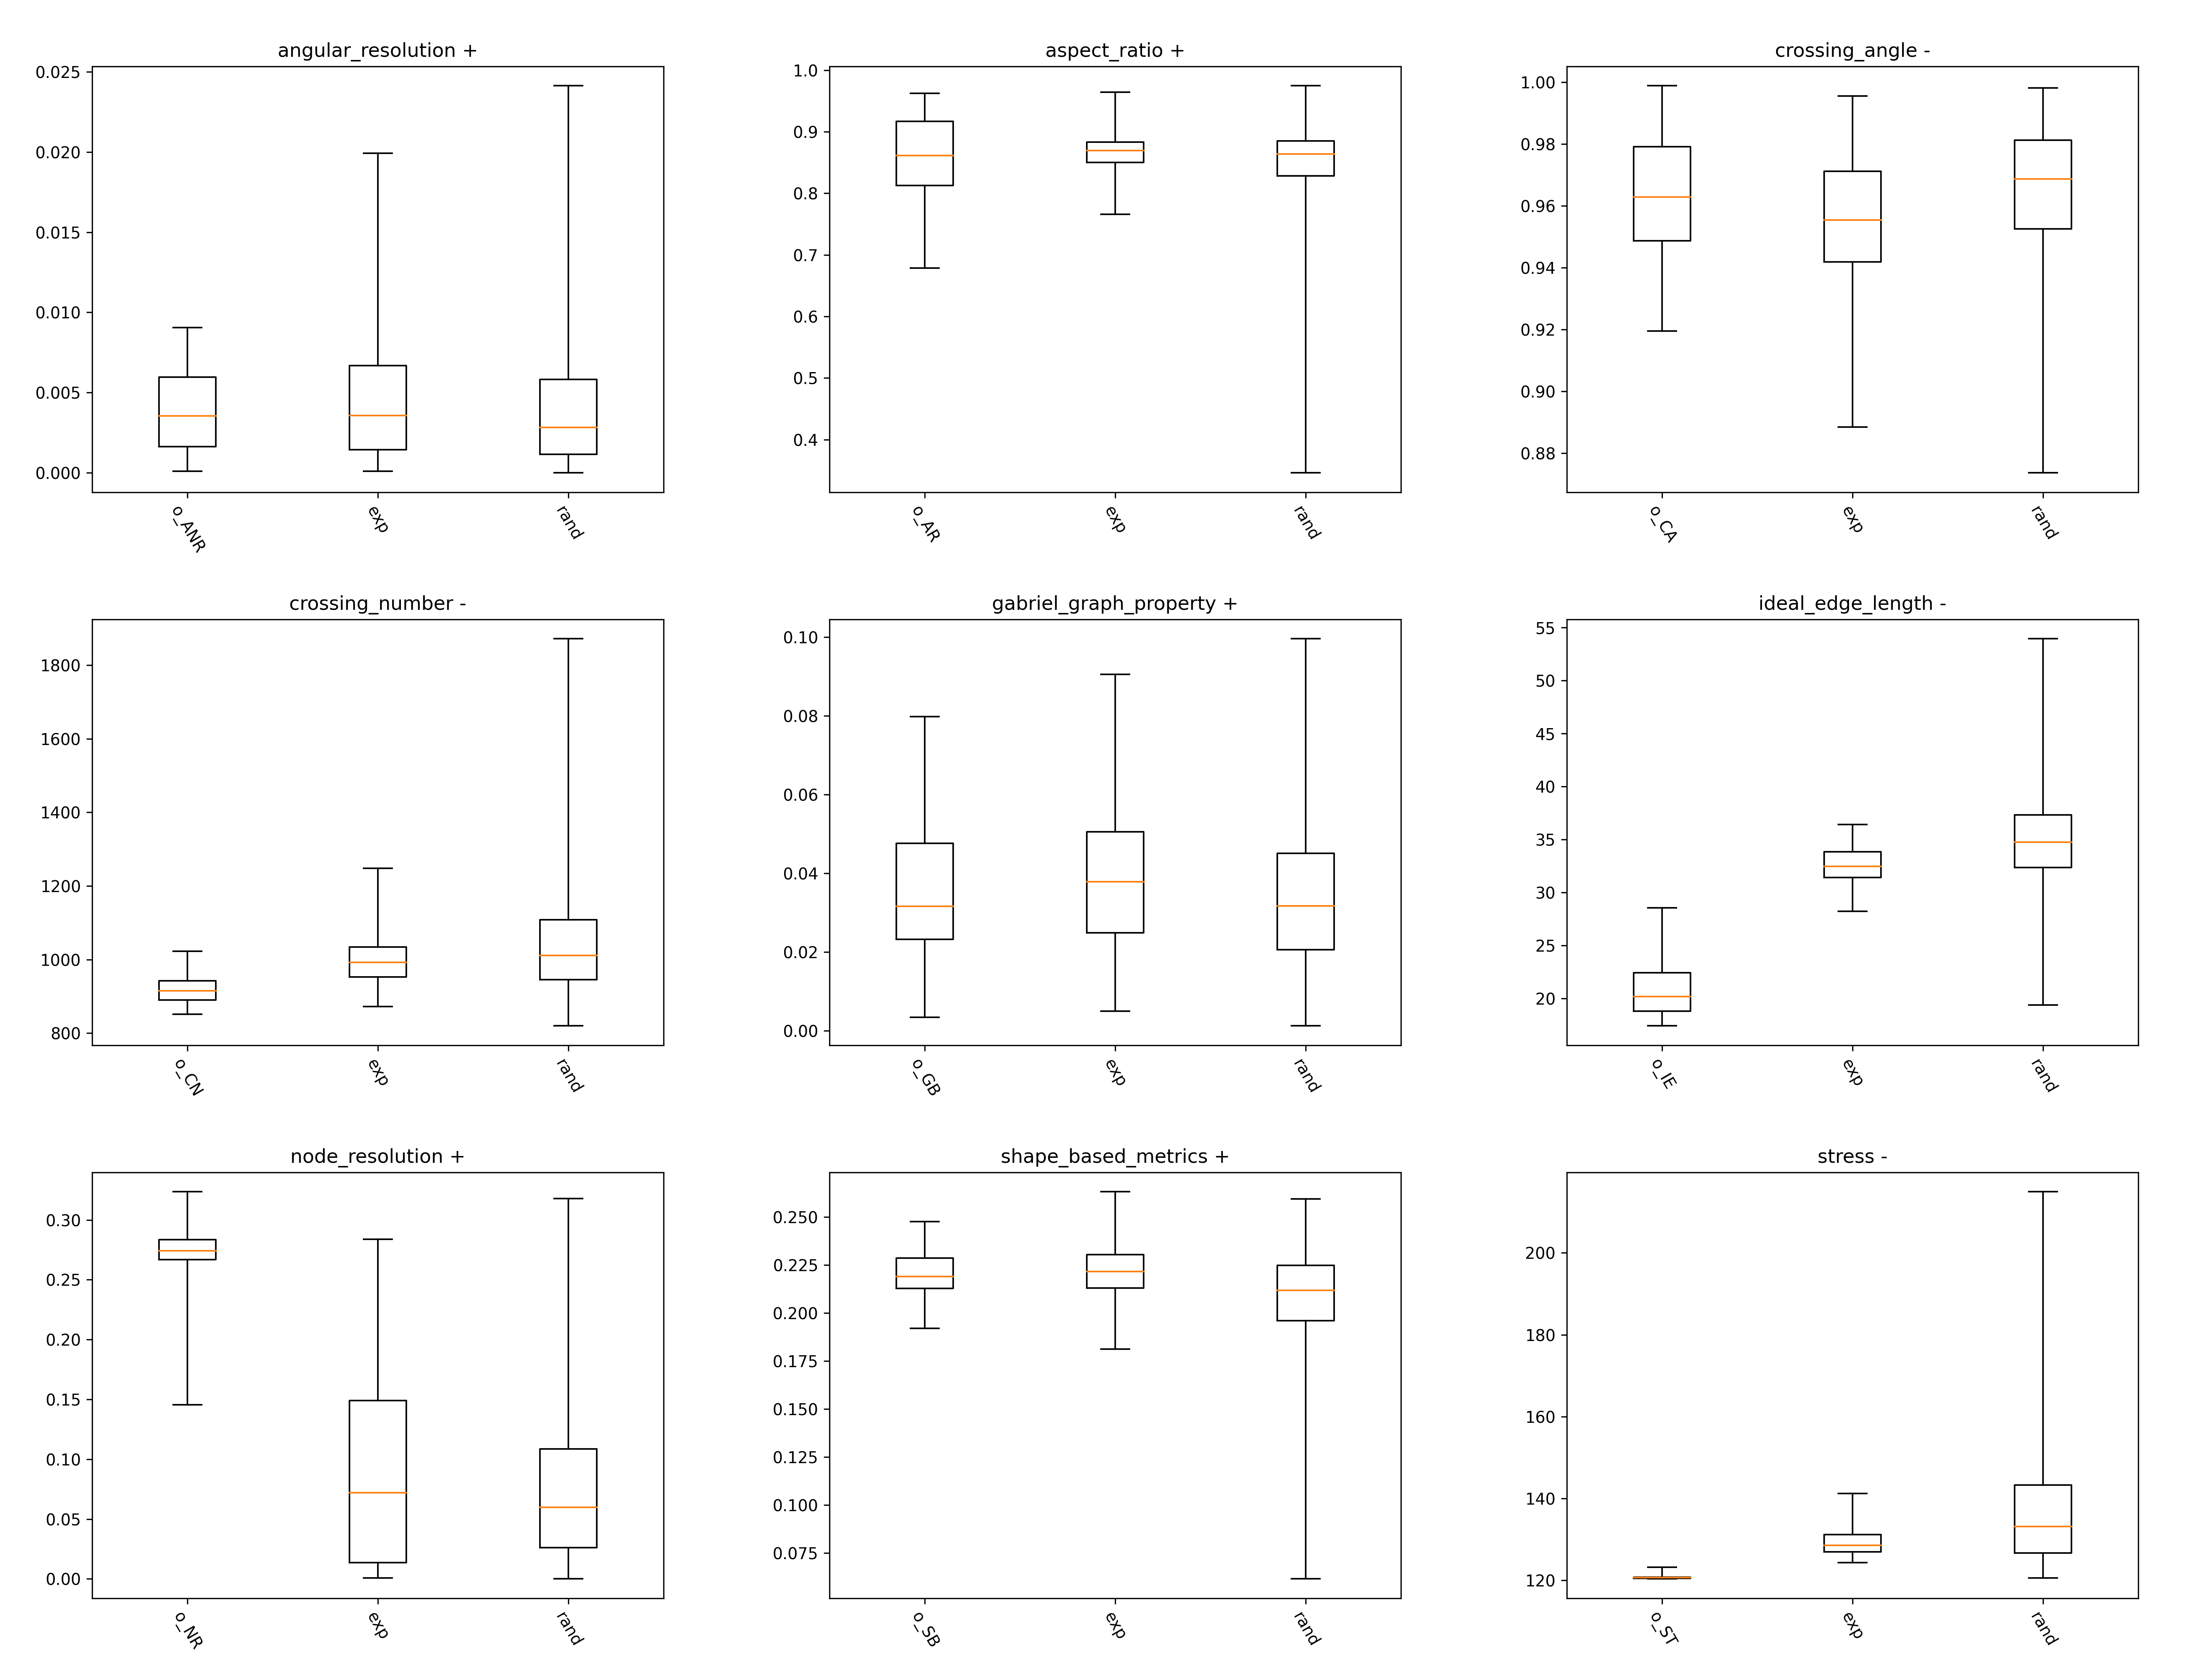 angular_resolution +
0.025
0.020
0.015
0.010
0.005
0.000
o_ANR
exp
rand
aspect_ratio +
1.0
0.9
0.8
0.7
0.6
0.5
0.4
o_AR
exp
rand
crossing_angle -
1.00
0.98
0.96
0.94
0.92
0.90
0.88
o_CA
exp
rand
crossing_number -
1800
1600
1400
1200
1000
800
o_CN
exp
rand
gabriel_graph_property +
0.10
0.08
0.06
0.04
0.02
0.00
o_GB
exp
rand
ideal_edge_length -
55
50
45
40
35
30
25
20
o_IE
exp
rand
node_resolution +
0.30
0.25
0.20
0.15
0.10
0.05
0.00
o_NR
exp
rand
shape_based_metrics +
0.250
0.225
0.200
0.175
0.150
0.125
0.100
0.075
o_SB
exp
rand
stress -
200
180
160
140
120
o_ST
exp
rand